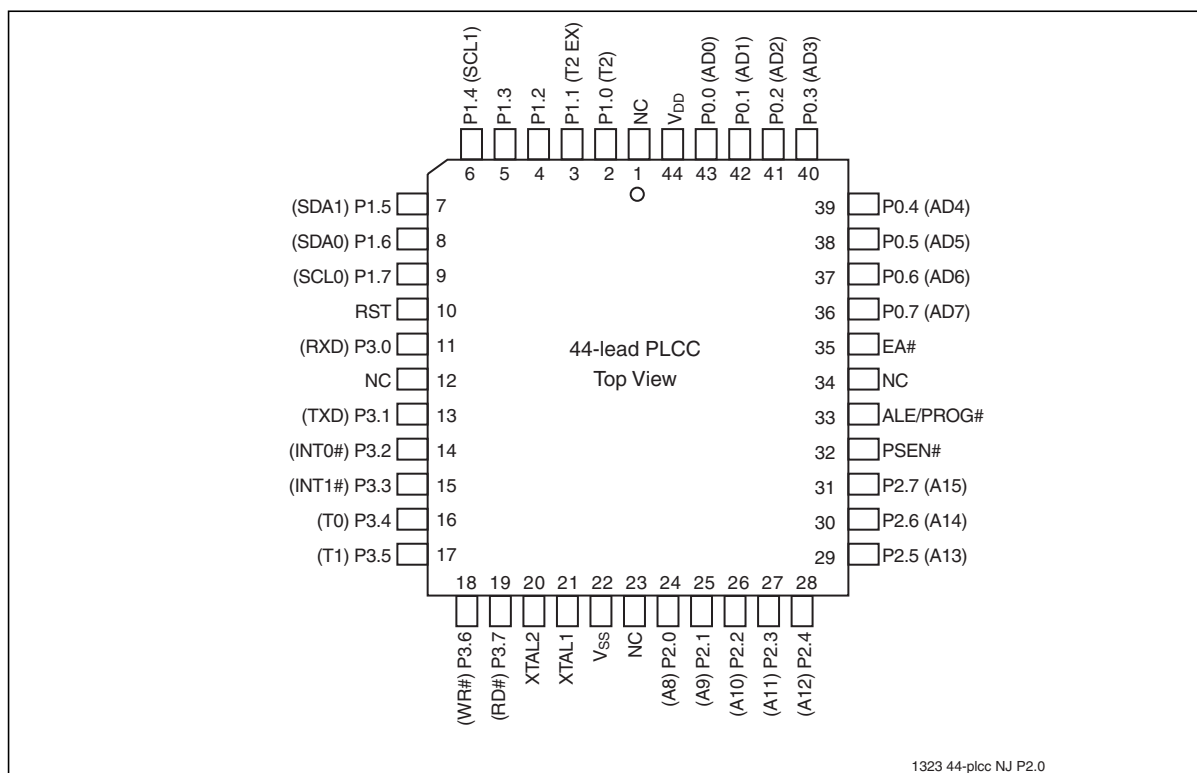 P1.4 (SCL1)
P1.3
P1.2
P1.1 (T2 EX)
P1.0 (T2)
NC
VDD
P0.0 (AD0)
P0.1 (AD1)
P0.2 (AD2)
P0.3 (AD3)
6 5 4 3 2 1 44 43 42 41 40
(SDA1) P1.5 7
39 P0.4 (AD4)
(SDA0) P1.6 8
38 P0.5 (AD5)
(SCL0) P1.7 9
37 P0.6 (AD6)
RST 10
36 P0.7 (AD7)
(RXD) P3.0 11
35 EA#
NC 12
34 NC
(TXD) P3.1 13
33 ALE/PROG#
(INT0#) P3.2 14
32 PSEN#
(INT1#) P3.3 15
31 P2.7 (A15)
(T0) P3.4 16
30 P2.6 (A14)
(T1) P3.5 17
29 P2.5 (A13)
44-lead PLCC
Top View
18 19 20 21 22 23 24 25 26 27 28
(WR#) P3.6
(RD#) P3.7
XTAL2
XTAL1
VSS
NC
(A8) P2.0
(A9) P2.1
(A10) P2.2
(A11) P2.3
(A12) P2.4
1323 44-plcc NJ P2.0